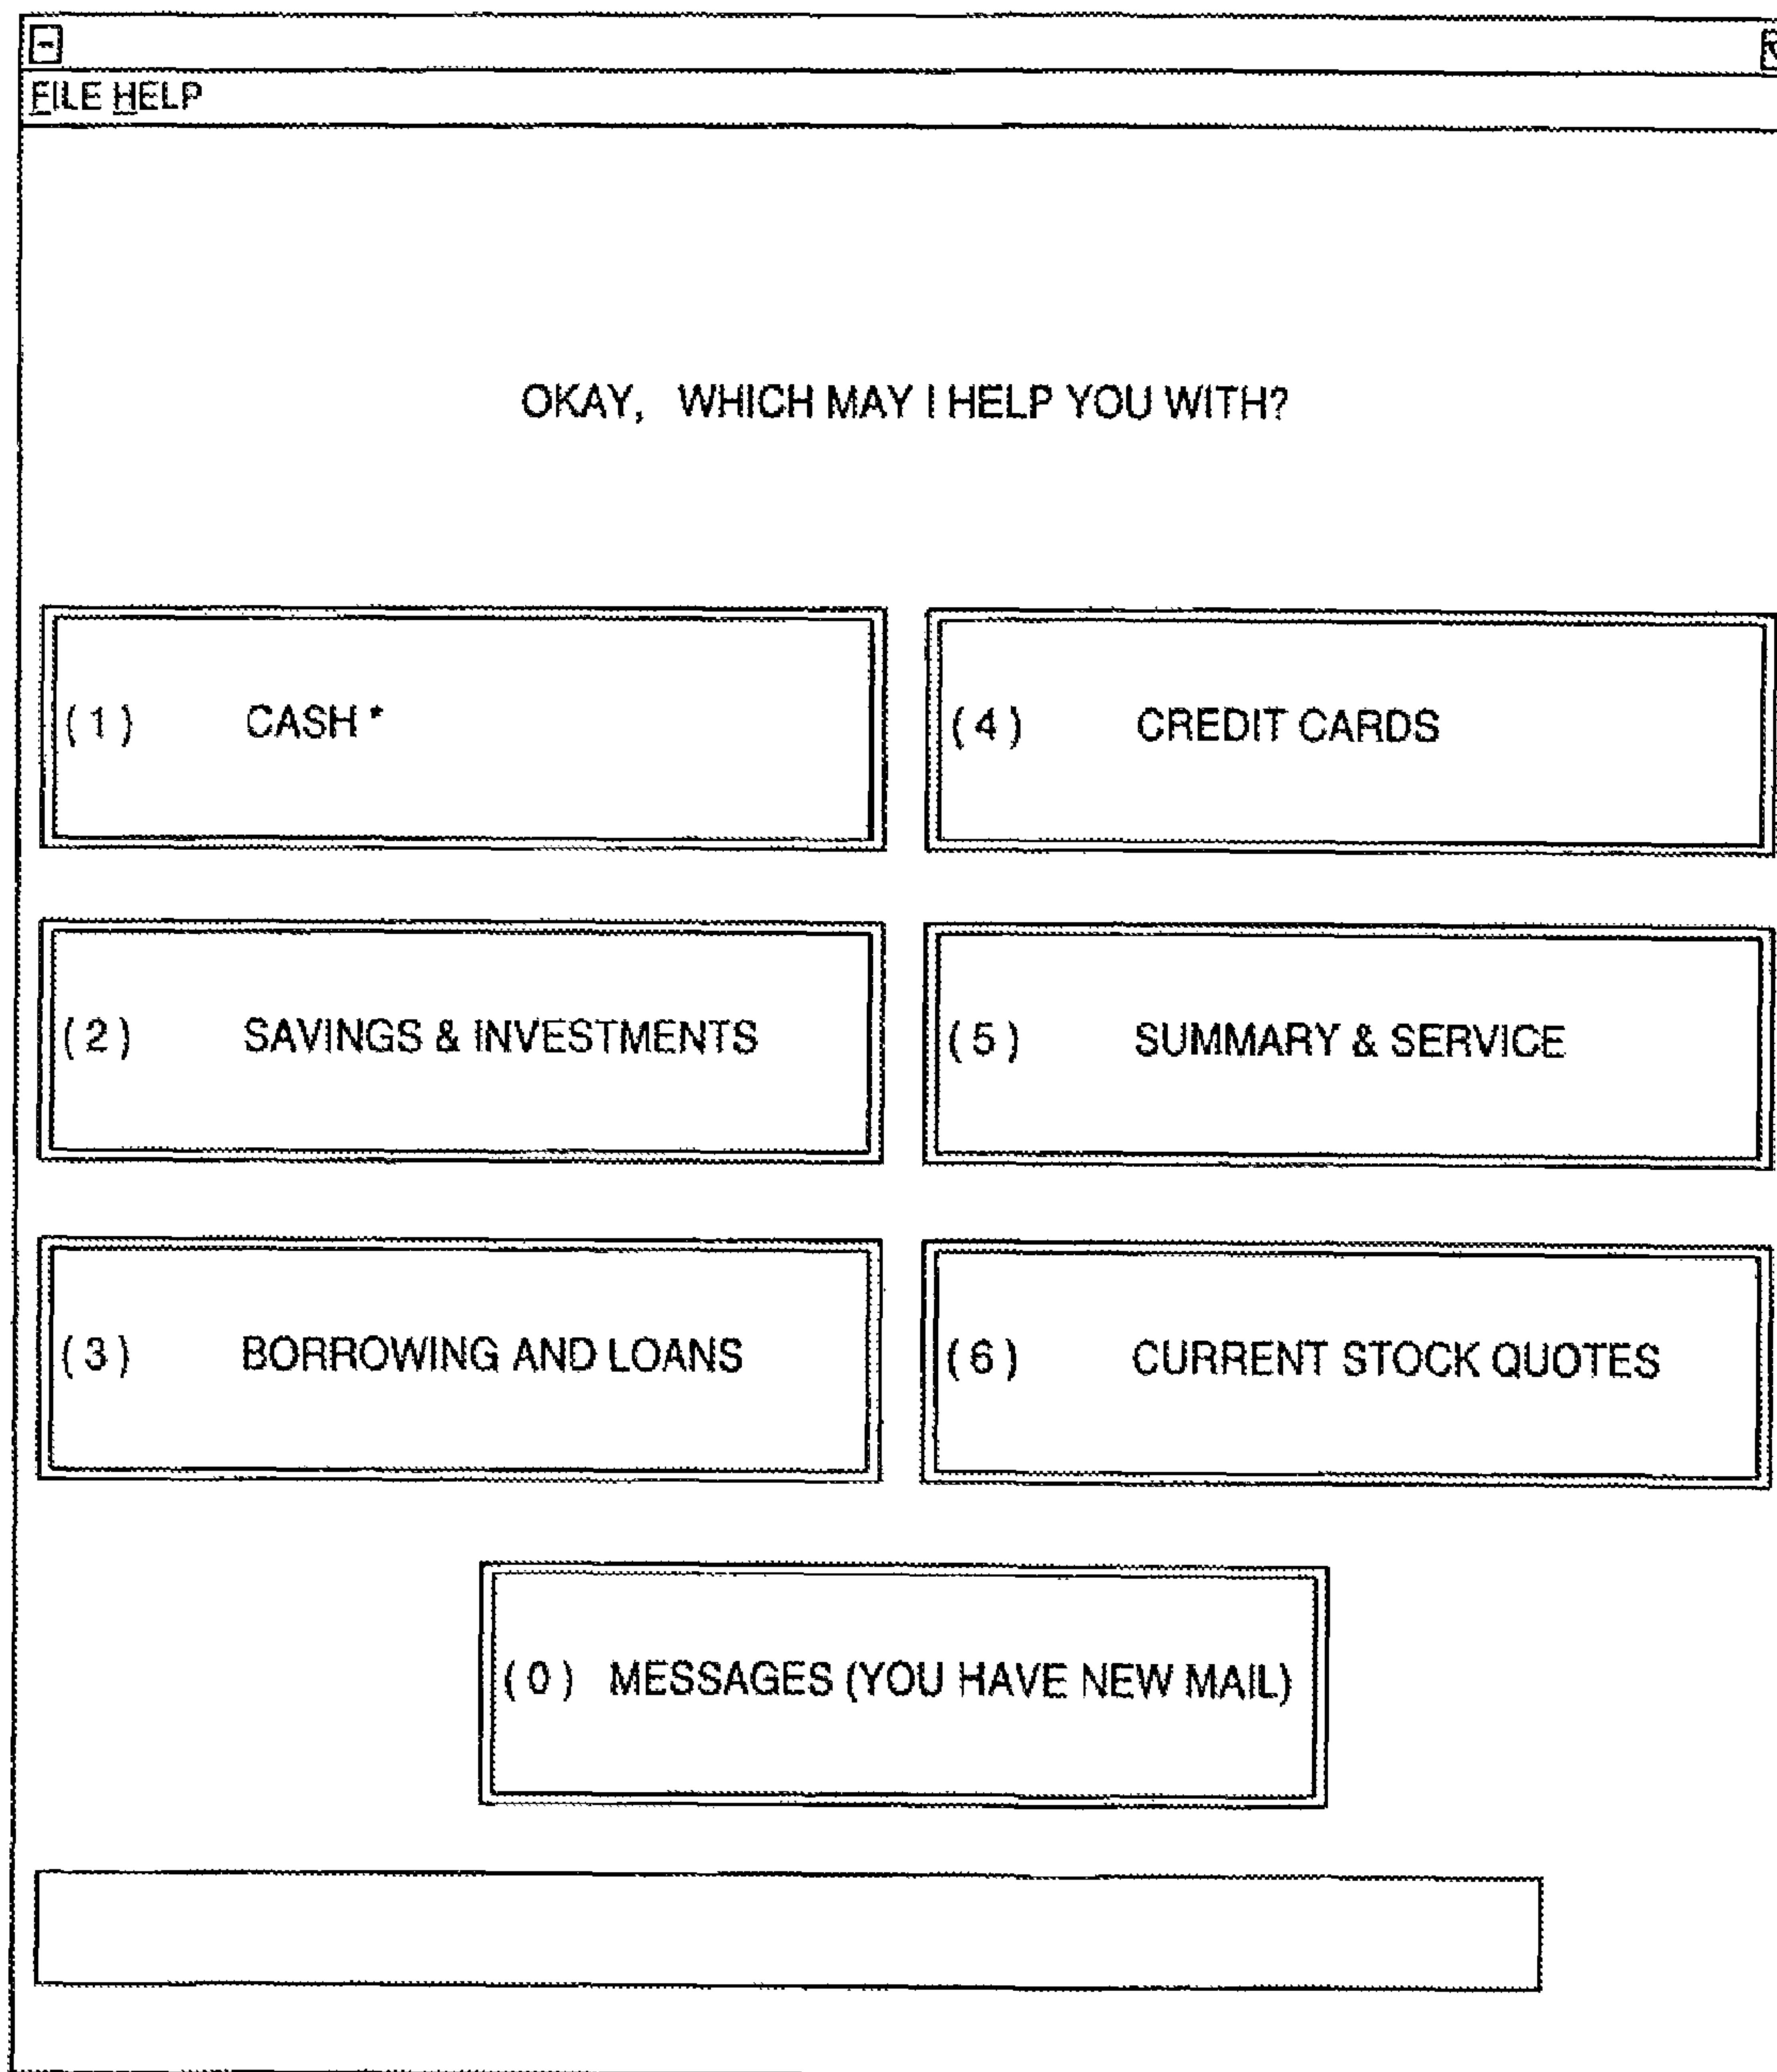 FILE HELP
OKAY, WHICH MAY I HELP YOU WITH?
(1) CASH *
(4) CREDIT CARDS
(2) SAVINGS & INVESTMENTS
(5) SUMMARY & SERVICE
(3) BORROWING AND LOANS
(6) CURRENT STOCK QUOTES
(0) MESSAGES (YOU HAVE NEW MAIL)